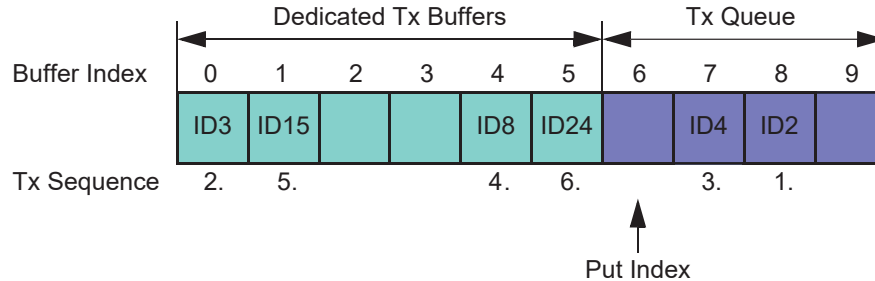 Dedicated Tx Buffers Tx Queue
Buffer Index 0 1 2 3 4 5 6 7 8 9
ID3 ID15 ID8 ID24 ID4 ID2
Tx Sequence 2. 5. 4. 6. 3. 1.
Put Index